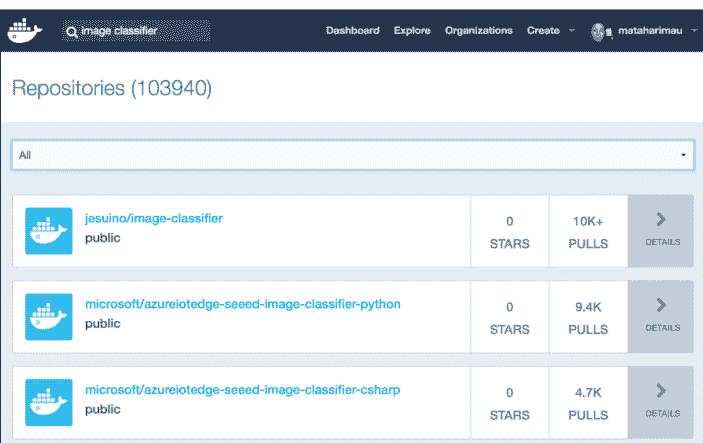 image classifier Dashboard Explore Organizations Create mataharimau
Repositories (103940)
All
jesuino/image-classifier
public
0
STARS
10K+
PULLS
DETAILS
microsoft/azureiotedge-seeed-image-classifier-python
public
0
STARS
9.4K
PULLS
DETAILS
microsoft/azureiotedge-seeed-image-classifier-csharp
public
0
STARS
4.7K
PULLS
DETAILS